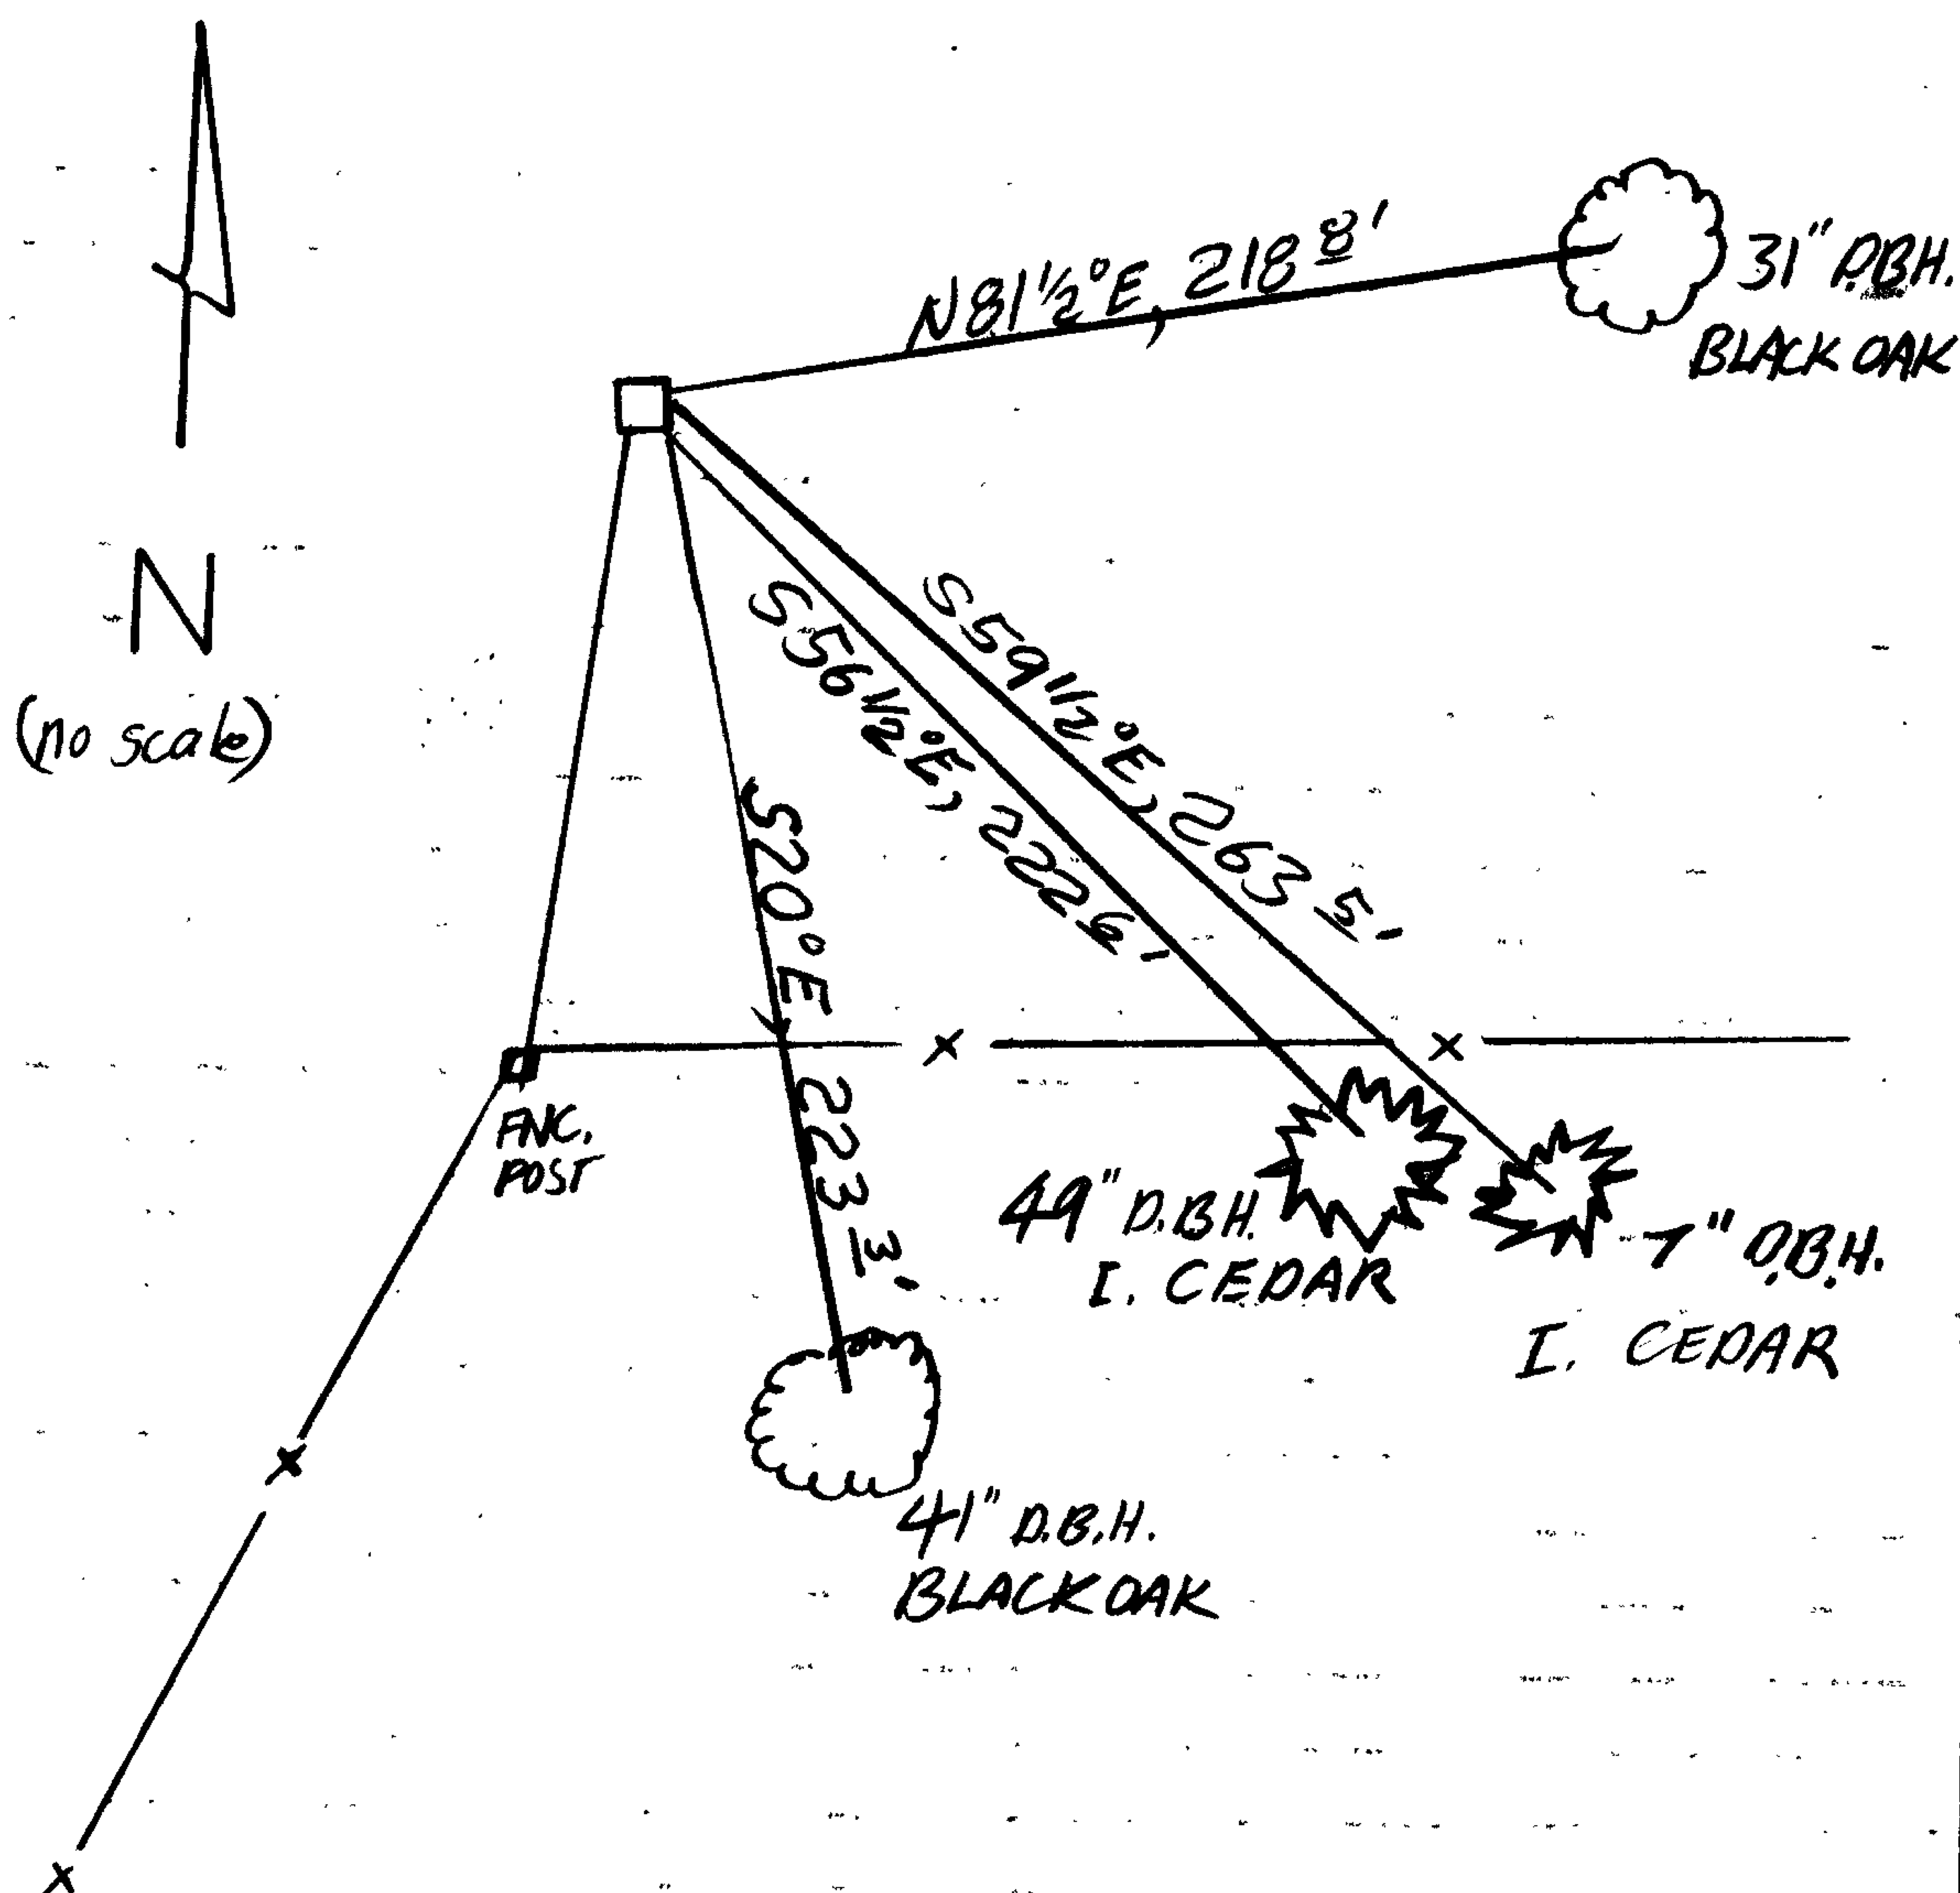 N81½°E, 218 8'
31" D.B.H.
BLACK OAK
N
(no scale)
S59½°E, 263 5'
S56½°E, 222 6'
S20°E 223 3'
FNC.
POST
49" D.B.H.
I. CEDAR
7" D.B.H.
I. CEDAR
41" D.B.H.
BLACK OAK